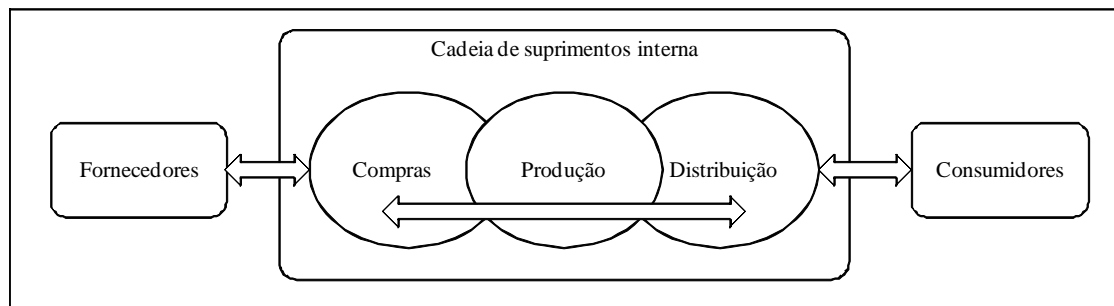 Cadeia de suprimentos interna
Fornecedores
Compras
Produção
Distribuição
Consumidores